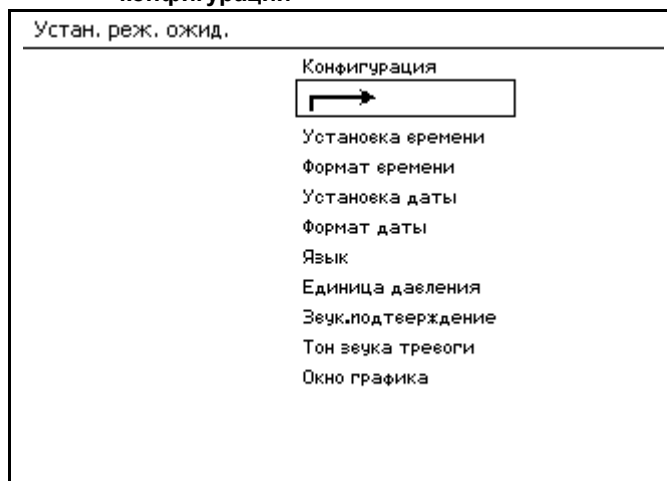 конфигурации
Устан. реж. ожид.
Конфигурация
Установка времени
Формат времени
Установка даты
Формат даты
Язык
Единица давления
Звук.подтверждение
Тон звука тревоги
Окно графика